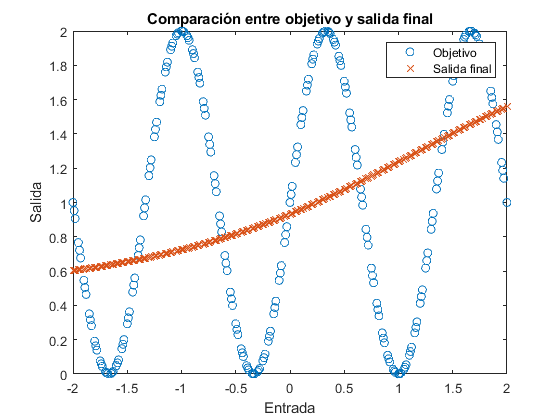 Comparación entre objetivo y salida final
Objetivo
Salida final
Salida
2
1.8
1.6
1.4
1.2
1
0.8
0.6
0.4
0.2
0
-2 -1.5 -1 -0.5 0 0.5 1 1.5 2
Entrada